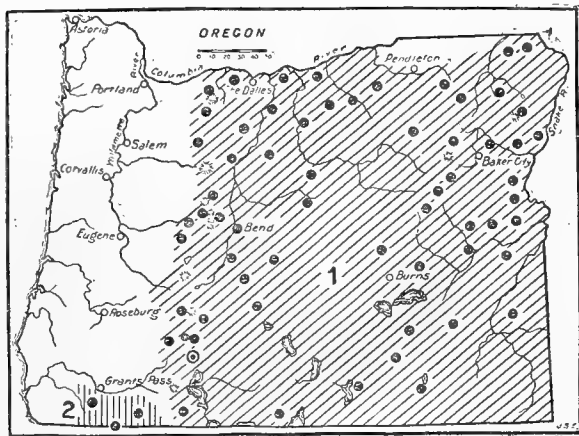 OREGON
Astoria
Columbia River
Portland
River
The Dalles
Pendleton
Snake R.
Willamette
Salem
Baker City
Corvallis
Eugene
Bend
1
Burns
Roseburg
Grants Pass
2